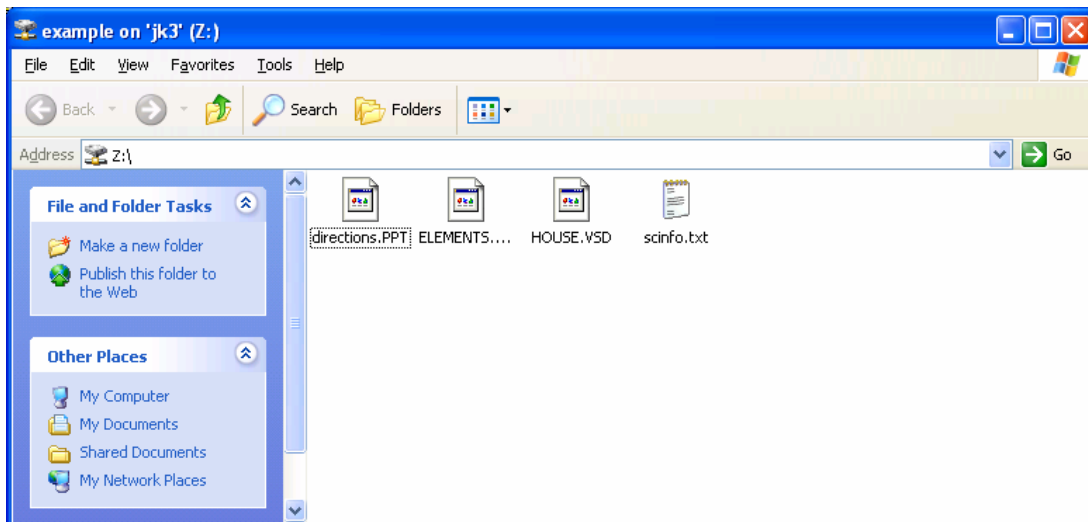 example on 'jk3' (Z:)
File Edit View Favorites Tools Help
Back Search Folders
Address Z:\ Go
File and Folder Tasks
Make a new folder
Publish this folder to
the Web
Other Places
My Computer
My Documents
Shared Documents
My Network Places
directions.PPT ELEMENTS.... HOUSE.VSD scinfo.txt